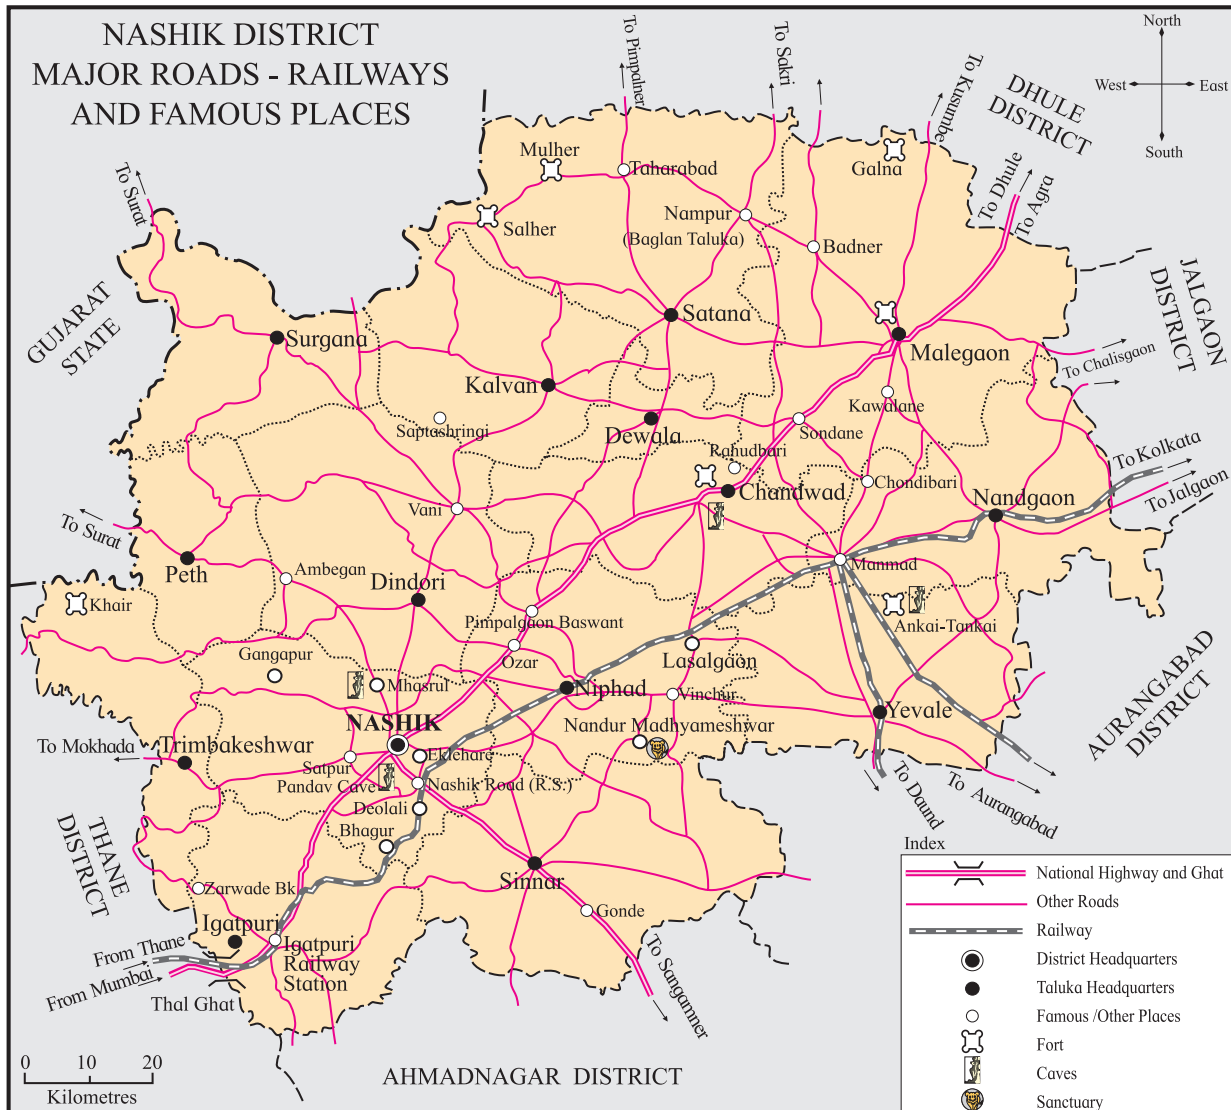 NASHIK DISTRICT
MAJOR ROADS - RAILWAYS
AND FAMOUS PLACES
North
West
East
South
To Pimpalner
To Sakri
To Kusumbe
DHULE
DISTRICT
To Dhule
To Agra
To Surat
GUJARAT
STATE
JALGAON
DISTRICT
Mulher
Taharabad
Galna
Salher
Nampur
(Baglan Taluka)
Badner
Satana
Surgana
Malegaon
To Chalisgaon
Kalvan
Kawalane
Saptashringi
Dewala
Sondane
Rahudbari
To Kolkata
Chandwad
Chondibari
Nandgaon
To Jalgaon
Vani
To Surat
Peth
Ambegan
Dindori
Manmad
Khair
Pimpalgaon Baswant
Ankai-Tankai
Gangapur
Ozar
Lasalgaon
Mhasrul
Niphad
Vinchur
AURANGABAD
DISTRICT
NASHIK
Nandur Madhyameshwar
Yevale
To Mokhada
Trimbakeshwar
Satpur
Eklehare
Pandav Cave
Nashik Road (R.S.)
To Daund
To Aurangabad
Deolali
THANE
DISTRICT
Bhagur
Sinnar
Zarwade Bk.
Gonde
Igatpuri
Igatpuri
Railway
Station
From Thane
From Mumbai
Thal Ghat
To Sangamner
0 10 20
Kilometres
AHMADNAGAR DISTRICT
Index
National Highway and Ghat
Other Roads
Railway
District Headquarters
Taluka Headquarters
Famous /Other Places
Fort
Caves
Sanctuary